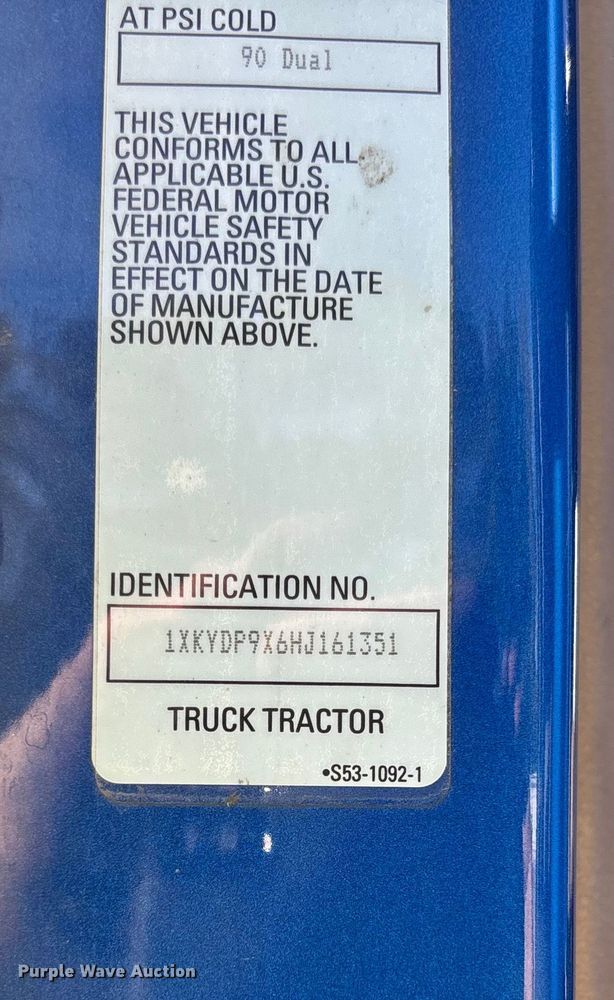 AT PSI COLD
90 Dual
THIS VEHICLE
CONFORMS TO ALL
APPLICABLE U.S.
FEDERAL MOTOR
VEHICLE SAFETY
STANDARDS IN
EFFECT ON THE DATE
OF MANUFACTURE
SHOWN ABOVE.
IDENTIFICATION NO.
1XKYDP9X6HJ161351
TRUCK TRACTOR
•S53-1092-1
Purple Wave Auction